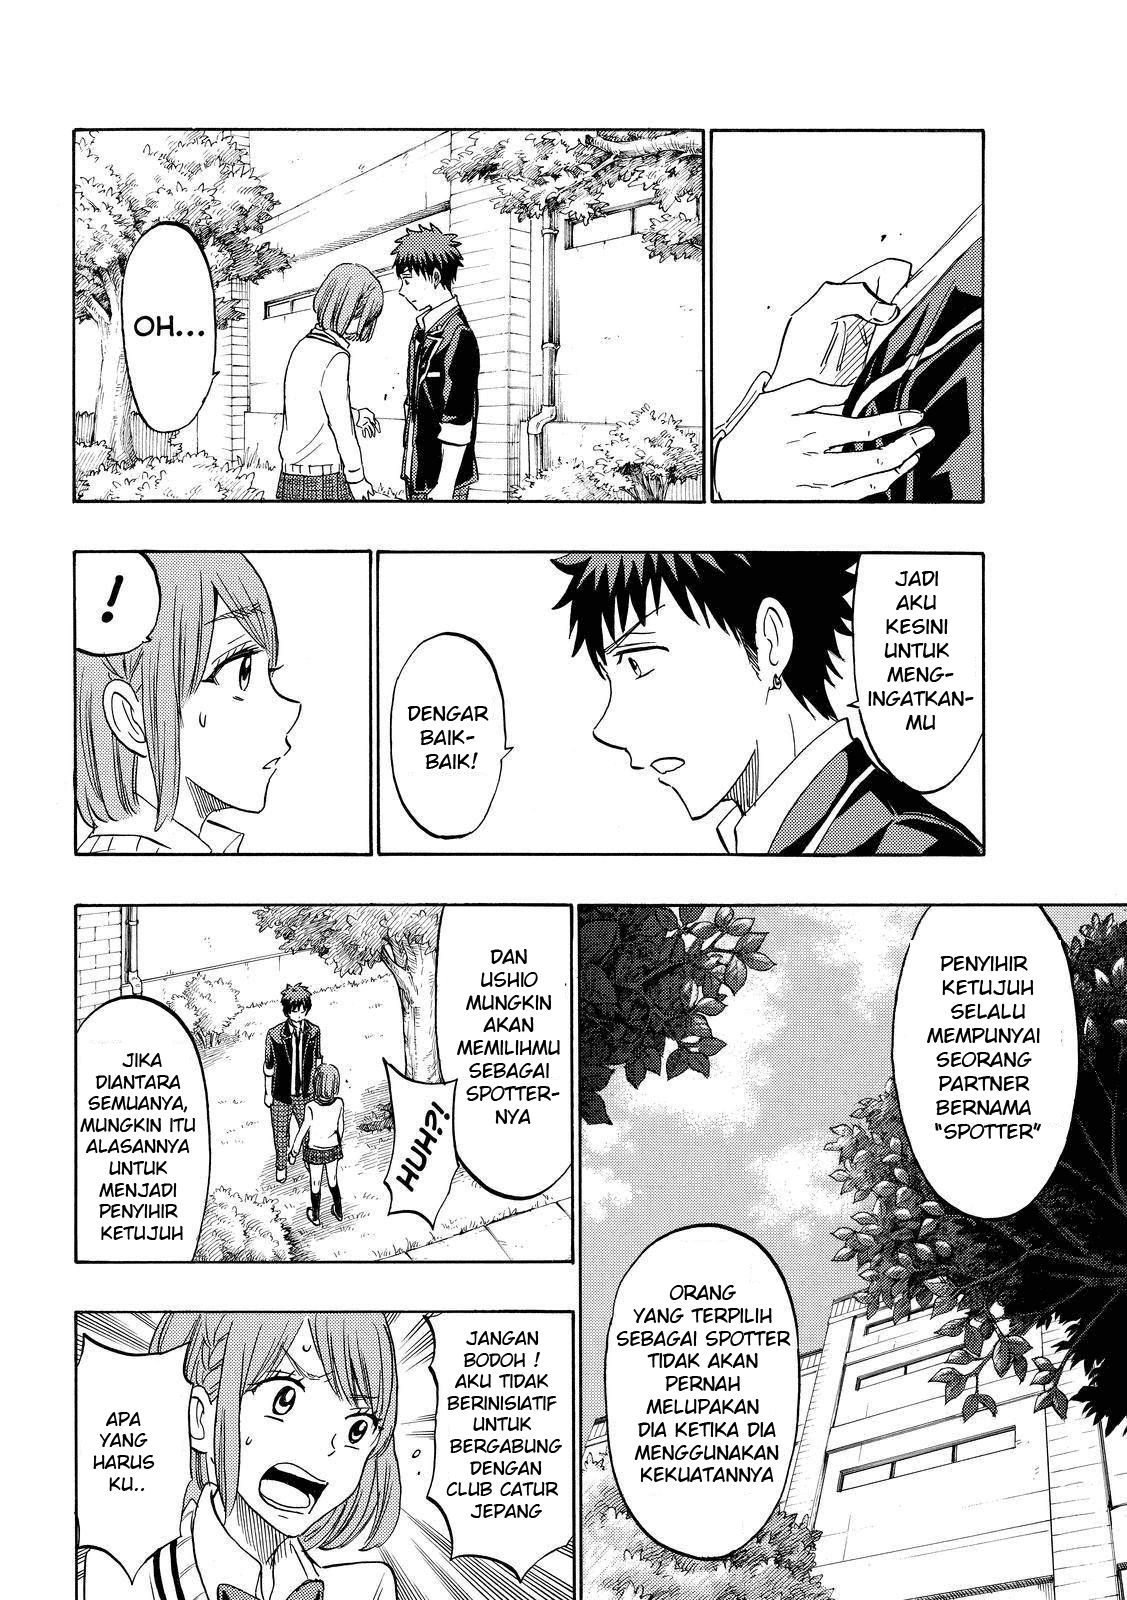 OH...
JADI
AKU
KESINI
UNTUK
MENG-
INGATKAN-
MU
DENGAR
BAIK-
BAIK!
!
PENYIHIR
KETUJUH
SELALU
MEMPUNYAI
SEORANG
PARTNER
BERNAMA
"SPOTTER"
ORANG
YANG TERPILIH
SEBAGAI SPOTTER
TIDAK AKAN
PERNAH
MELUPAKAN
DIA KETIKA DIA
MENGGUNAKAN
KEKUATANNYA
DAN
USHIO
MUNGKIN
AKAN
MEMILIHMU
SEBAGAI
SPOTTER-
NYA
HUH?!
JIKA
DIANTARA
SEMUANYA,
MUNGKIN ITU
ALASANNYA
UNTUK
MENJADI
PENYIHIR
KETUJUH
JANGAN
BODOH !
AKU TIDAK
BERINISIATIF
UNTUK
BERGABUNG
DENGAN
CLUB CATUR
JEPANG
APA
YANG
HARUS
KU..